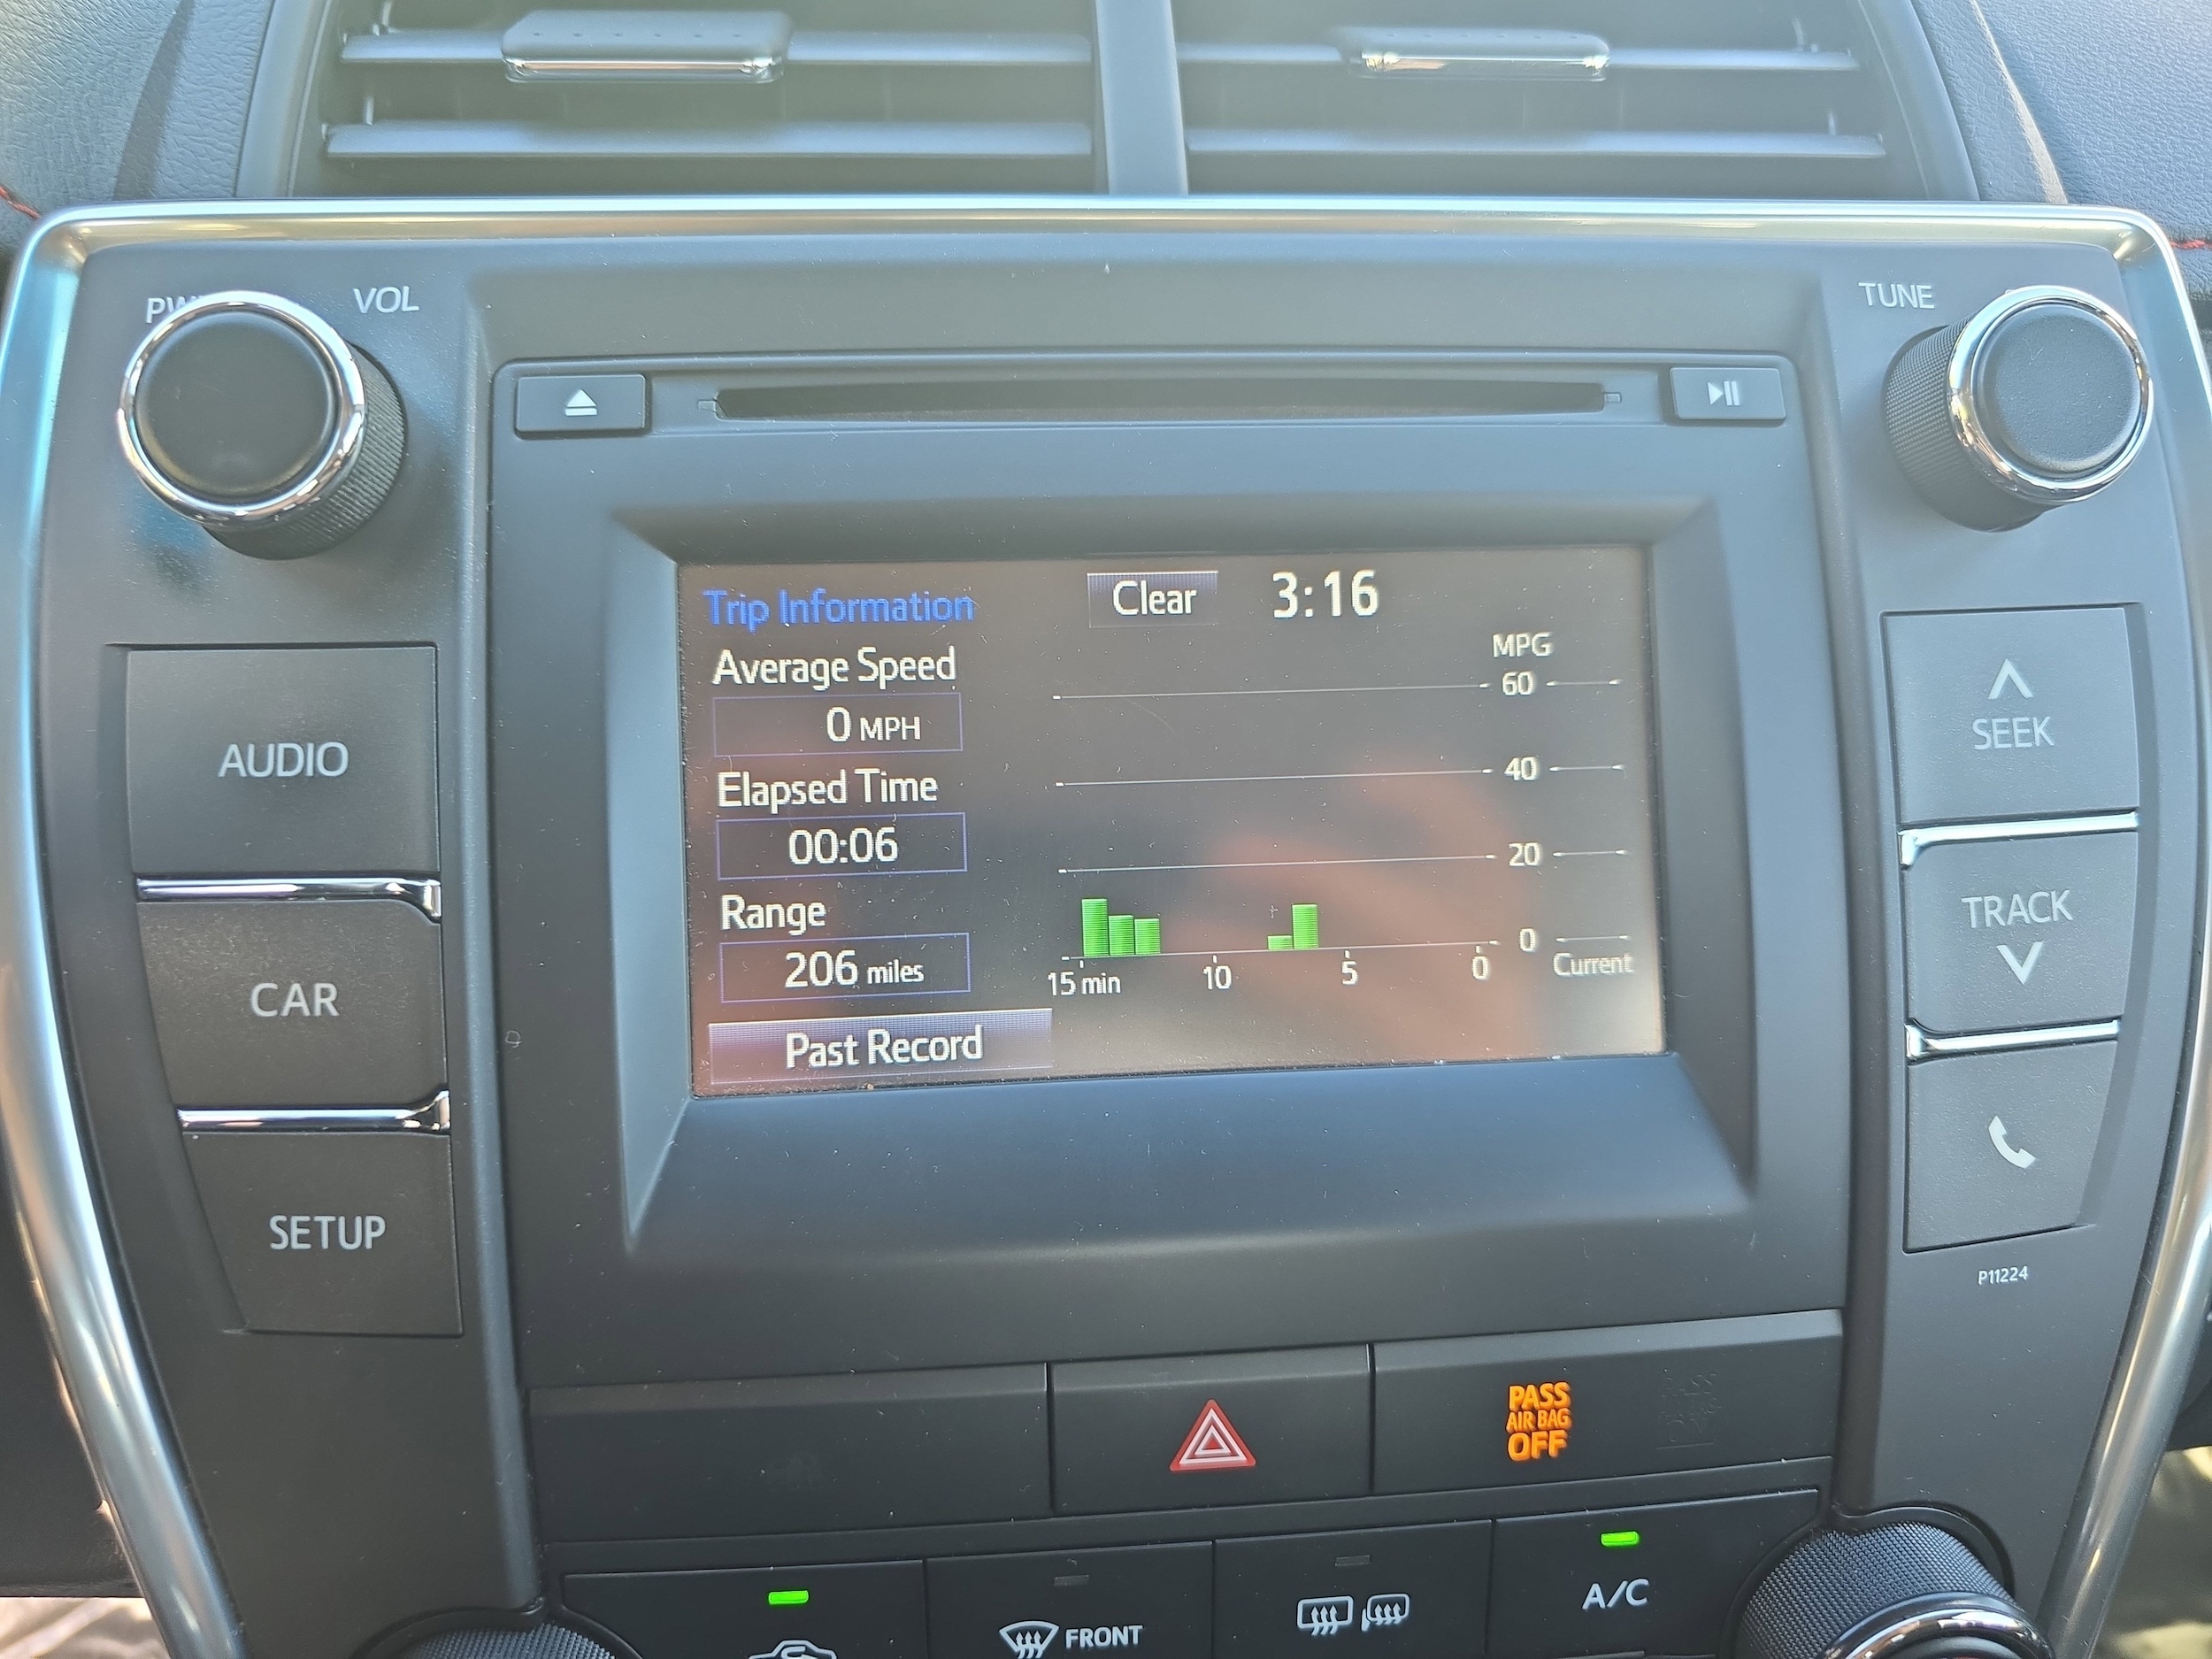 VOL
TUNE
Trip Information
Clear
3:16
Average Speed
0 MPH
Elapsed Time
00:06
Range
206 miles
Past Record
MPG
60
40
20
0
15 min
10
5
0
Current
AUDIO
CAR
SETUP
SEEK
TRACK
P11224
PASS
AIR BAG
OFF
FRONT
A/C